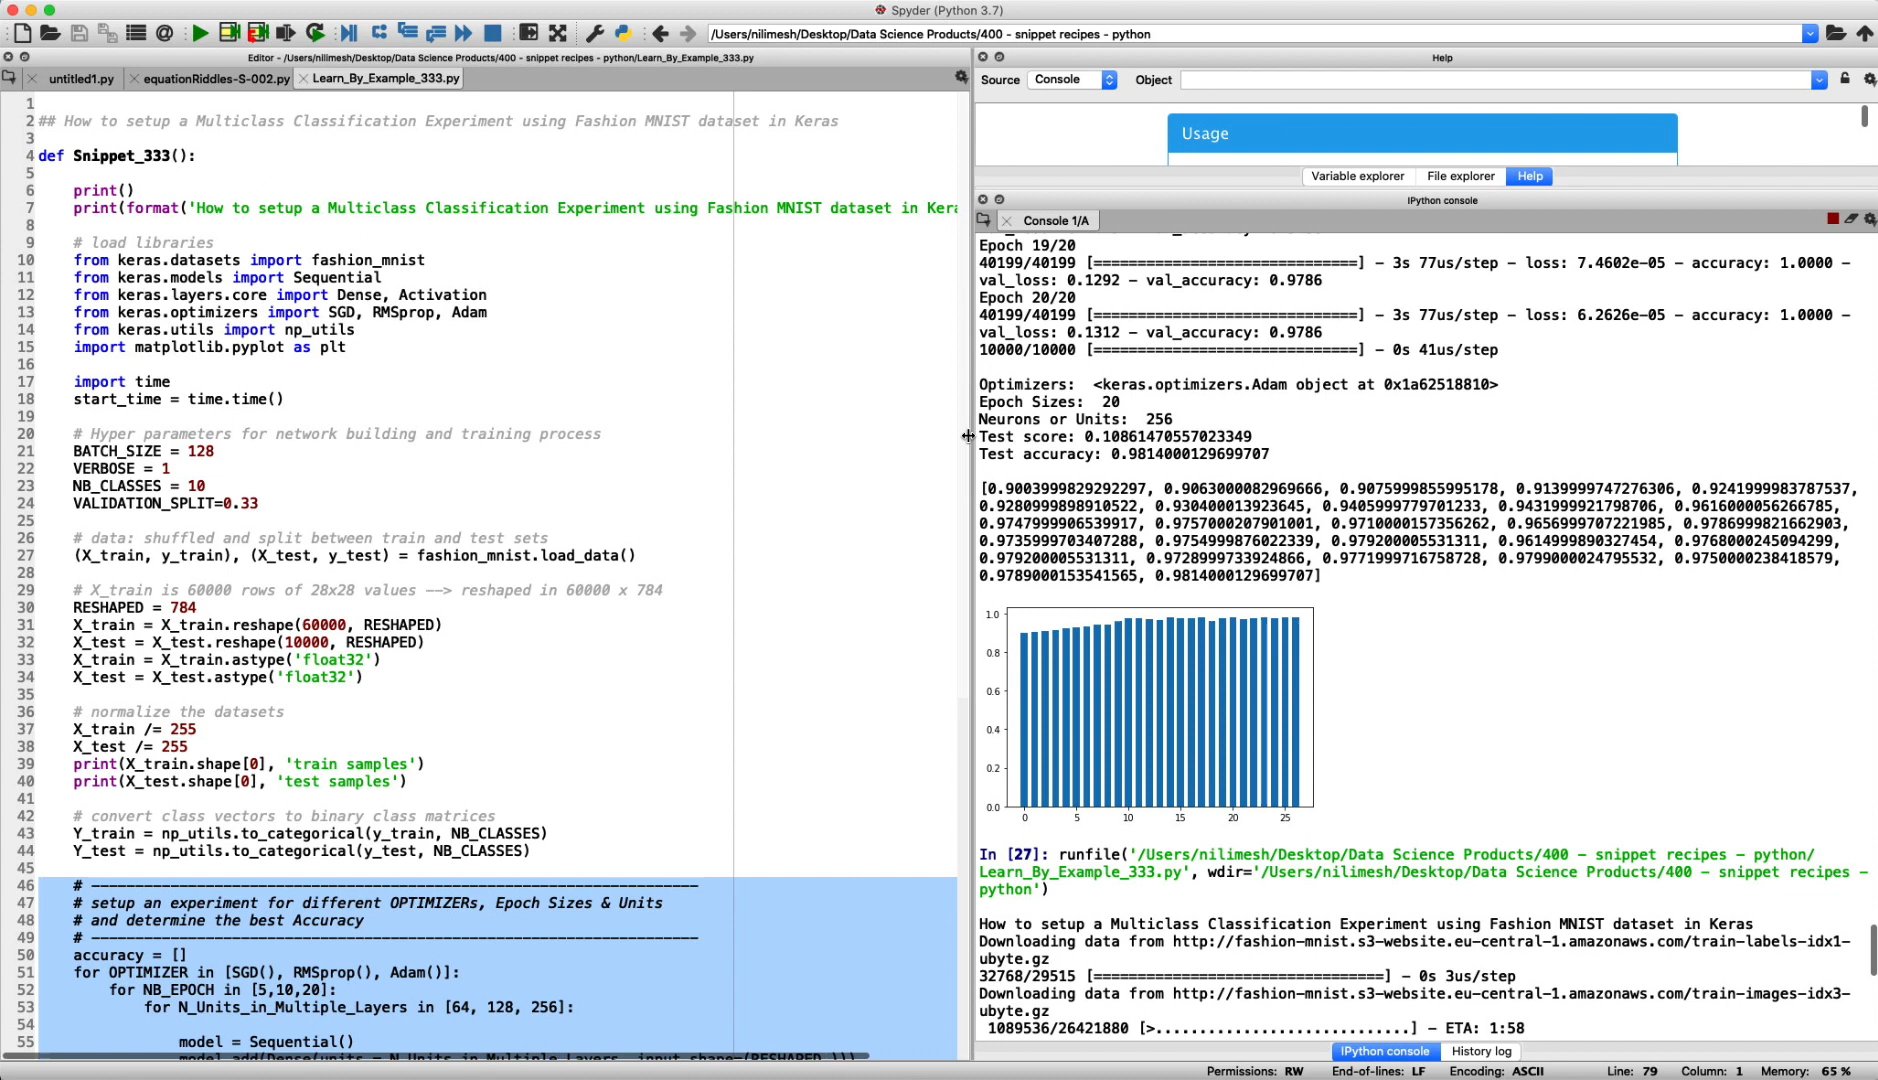 Spyder (Python 3.7)
/Users/nilimesh/Desktop/Data Science Products/400 - snippet recipes - python
Editor - /Users/nilimesh/Desktop/Data Science Products/400 - snippet recipes - python/Learn_By_Example_333.py
untitled1.py
equationRiddles-S-002.py
Learn_By_Example_333.py
1
2 ## How to setup a Multiclass Classification Experiment using Fashion MNIST dataset in Keras
3
4 def Snippet_333():
5
6 print()
7 print(format('How to setup a Multiclass Classification Experiment using Fashion MNIST dataset in Kera
8
9 # load libraries
10 from keras.datasets import fashion_mnist
11 from keras.models import Sequential
12 from keras.layers.core import Dense, Activation
13 from keras.optimizers import SGD, RMSprop, Adam
14 from keras.utils import np_utils
15 import matplotlib.pyplot as plt
16
17 import time
18 start_time = time.time()
19
20 # Hyper parameters for network building and training process
21 BATCH_SIZE = 128
22 VERBOSE = 1
23 NB_CLASSES = 10
24 VALIDATION_SPLIT=0.33
25
26 # data: shuffled and split between train and test sets
27 (X_train, y_train), (X_test, y_test) = fashion_mnist.load_data()
28
29 # X_train is 60000 rows of 28x28 values --> reshaped in 60000 x 784
30 RESHAPED = 784
31 X_train = X_train.reshape(60000, RESHAPED)
32 X_test = X_test.reshape(10000, RESHAPED)
33 X_train = X_train.astype('float32')
34 X_test = X_test.astype('float32')
35
36 # normalize the datasets
37 X_train /= 255
38 X_test /= 255
39 print(X_train.shape[0], 'train samples')
40 print(X_test.shape[0], 'test samples')
41
42 # convert class vectors to binary class matrices
43 Y_train = np_utils.to_categorical(y_train, NB_CLASSES)
44 Y_test = np_utils.to_categorical(y_test, NB_CLASSES)
45
46 # ---------------------------------------------------------------------
47 # setup an experiment for different OPTIMIZERs, Epoch Sizes & Units
48 # and determine the best Accuracy
49 # ---------------------------------------------------------------------
50 accuracy = []
51 for OPTIMIZER in [SGD(), RMSprop(), Adam()]:
52 for NB_EPOCH in [5,10,20]:
53 for N_Units_in_Multiple_Layers in [64, 128, 256]:
54
55 model = Sequential()
model.add(Dense(units = N_Units_in_Multiple_Layers, input_shape=(RESHAPED,)))
Help
Source Console Object
Usage
Variable explorer File explorer Help
IPython console
Console 1/A
Epoch 19/20
40199/40199 [==============================] - 3s 77us/step - loss: 7.4602e-05 - accuracy: 1.0000 -
val_loss: 0.1292 - val_accuracy: 0.9786
Epoch 20/20
40199/40199 [==============================] - 3s 77us/step - loss: 6.2626e-05 - accuracy: 1.0000 -
val_loss: 0.1312 - val_accuracy: 0.9786
10000/10000 [==============================] - 0s 41us/step
Optimizers: <keras.optimizers.Adam object at 0x1a62518810>
Epoch Sizes: 20
Neurons or Units: 256
Test score: 0.10861470557023349
Test accuracy: 0.9814000129699707
[0.9003999829292297, 0.9063000082969666, 0.9075999855995178, 0.9139999747276306, 0.9241999983787537,
0.9280999898910522, 0.930400013923645, 0.9405999779701233, 0.9431999921798706, 0.9616000056266785,
0.9747999906539917, 0.9757000207901001, 0.9710000157356262, 0.9656999707221985, 0.9786999821662903,
0.9735999703407288, 0.9754999876022339, 0.979200005531311, 0.9614999890327454, 0.9768000245094299,
0.979200005531311, 0.9728999733924866, 0.9771999716758728, 0.9799000024795532, 0.9750000238418579,
0.9789000153541565, 0.9814000129699707]
1.0
0.8
0.6
0.4
0.2
0.0
0 5 10 15 20 25
In [27]: runfile('/Users/nilimesh/Desktop/Data Science Products/400 - snippet recipes - python/
Learn_By_Example_333.py', wdir='/Users/nilimesh/Desktop/Data Science Products/400 - snippet recipes -
python')
How to setup a Multiclass Classification Experiment using Fashion MNIST dataset in Keras
Downloading data from http://fashion-mnist.s3-website.eu-central-1.amazonaws.com/train-labels-idx1-
ubyte.gz
32768/29515 [=================================] - 0s 3us/step
Downloading data from http://fashion-mnist.s3-website.eu-central-1.amazonaws.com/train-images-idx3-
ubyte.gz
1089536/26421880 [>.............................] - ETA: 1:58
IPython console History log
Permissions: RW End-of-lines: LF Encoding: ASCII Line: 79 Column: 1 Memory: 65 %